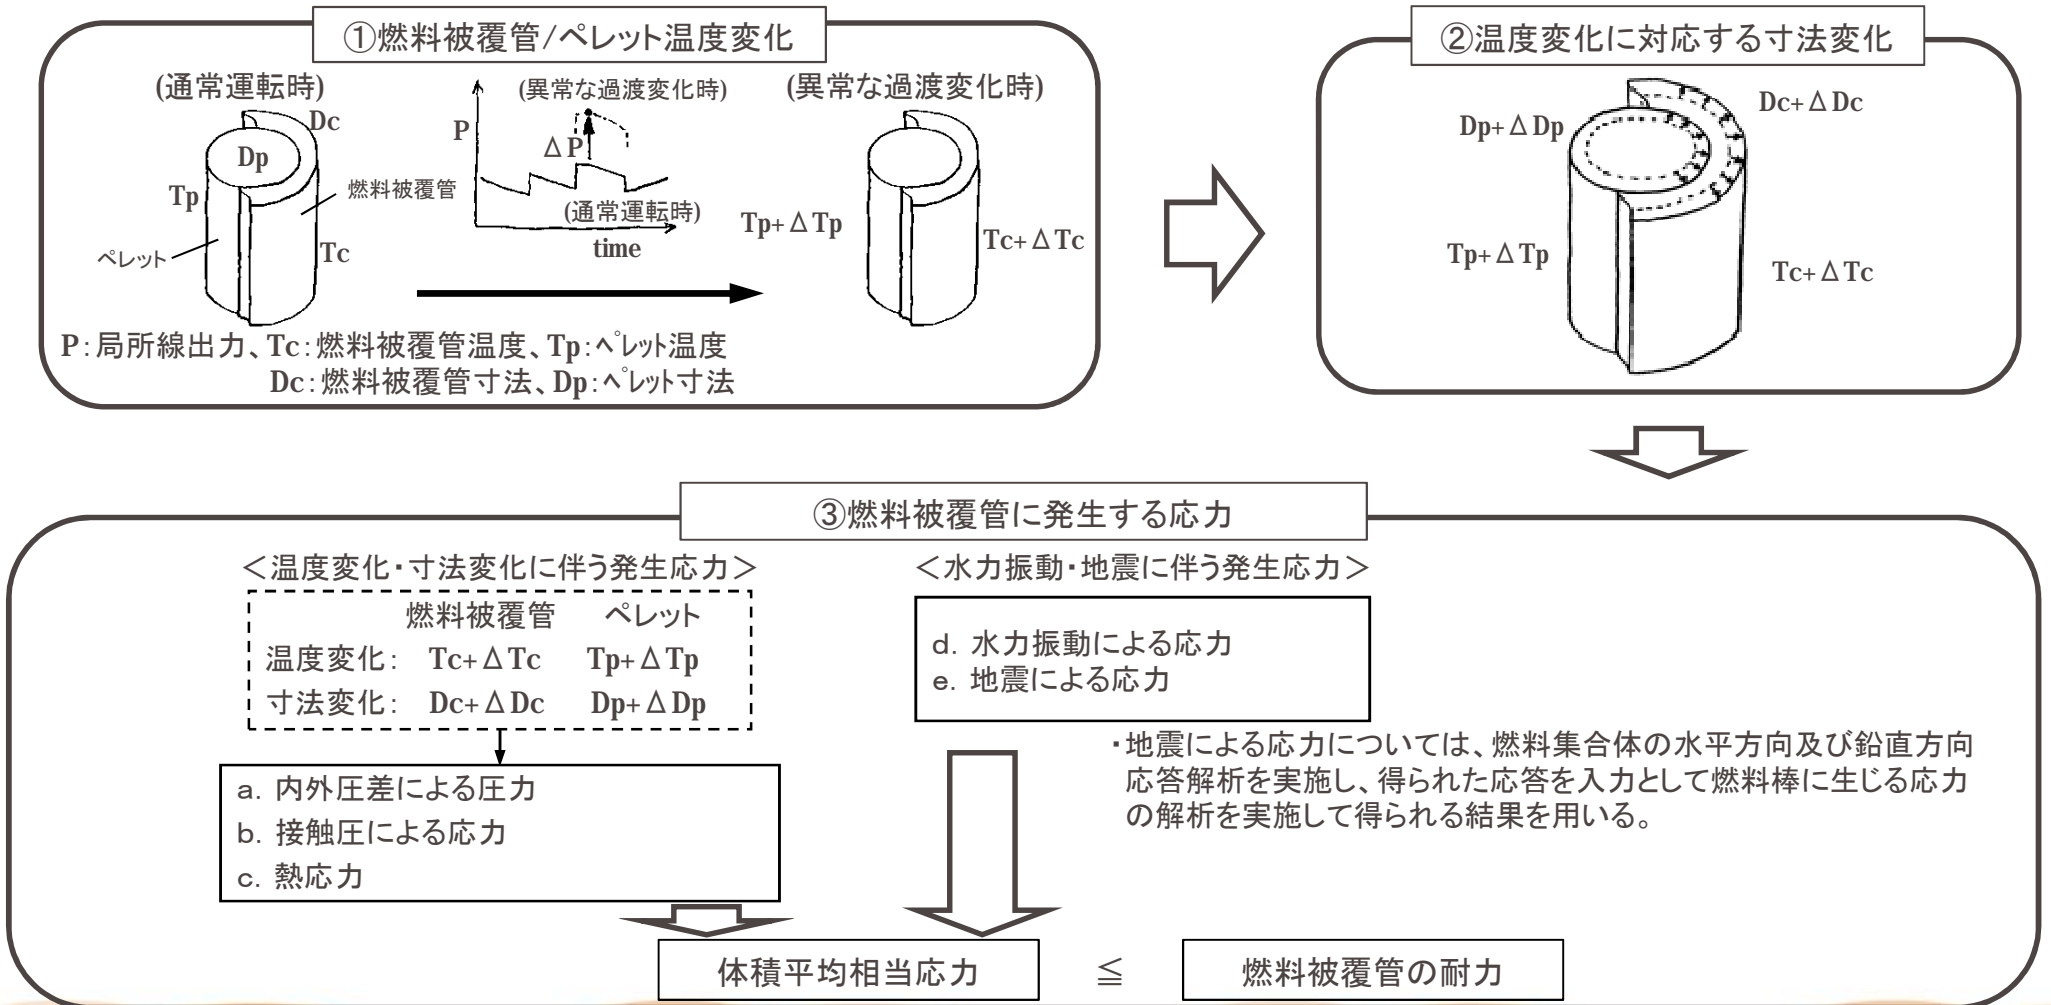 ①燃料被覆管/ペレット温度変化
(通常運転時)
Dc
Dp
Tp
燃料被覆管
ペレット
Tc
P
(異常な過渡変化時)
ΔP
(通常運転時)
time
(異常な過渡変化時)
Tp+ΔTp
Tc+ΔTc
P:局所線出力、Tc:燃料被覆管温度、Tp:ペレット温度
Dc:燃料被覆管寸法、Dp:ペレット寸法
②温度変化に対応する寸法変化
Dc+ΔDc
Dp+ΔDp
Tp+ΔTp
Tc+ΔTc
③燃料被覆管に発生する応力
<温度変化・寸法変化に伴う発生応力>
燃料被覆管 ペレット
温度変化: Tc+ΔTc Tp+ΔTp
寸法変化: Dc+ΔDc Dp+ΔDp
a. 内外圧差による圧力
b. 接触圧による応力
c. 熱応力
<水力振動・地震に伴う発生応力>
d. 水力振動による応力
e. 地震による応力
・地震による応力については、燃料集合体の水平方向及び鉛直方向
応答解析を実施し、得られた応答を入力として燃料棒に生じる応力
の解析を実施して得られる結果を用いる。
体積平均相当応力 ≦ 燃料被覆管の耐力